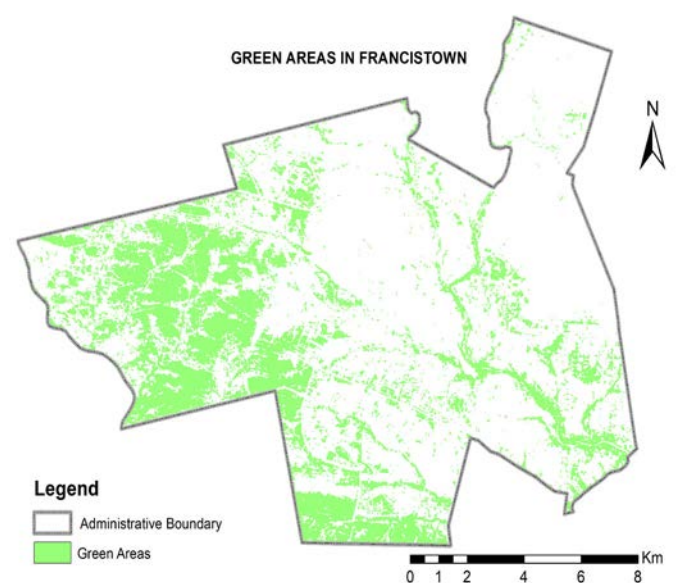 GREEN AREAS IN FRANCISTOWN
N
Legend
Administrative Boundary
Green Areas
Km
0 1 2 4 6 8